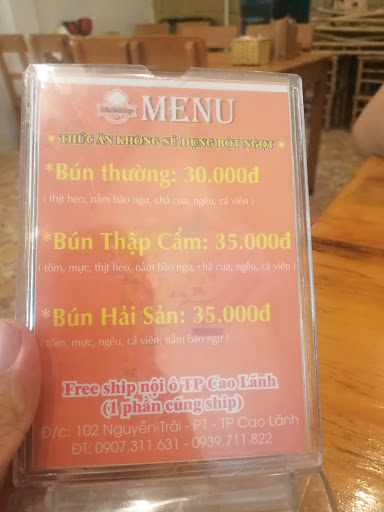 MENU
* THỨC ĂN KHÔNG SỬ DỤNG BỘT NGỌT *
*Bún thường: 30.000đ
( thịt heo, nấm bào ngư, chả cua, ngêu, cá viên )
*Bún Thập Cẩm: 35.000đ
( tôm, mực, thịt heo, nấm bào ngư, chả cua, ngêu, cá viên )
*Bún Hải Sản: 35.000đ
( tôm, mực, ngêu, cá viên, nấm bào ngư )
Free ship nội ô TP Cao Lãnh
(1 phần cũng ship)
Đ/c: 102 Nguyễn Trãi - P1 - TP Cao Lãnh
ĐT: 0907.311.631 - 0939.711.822